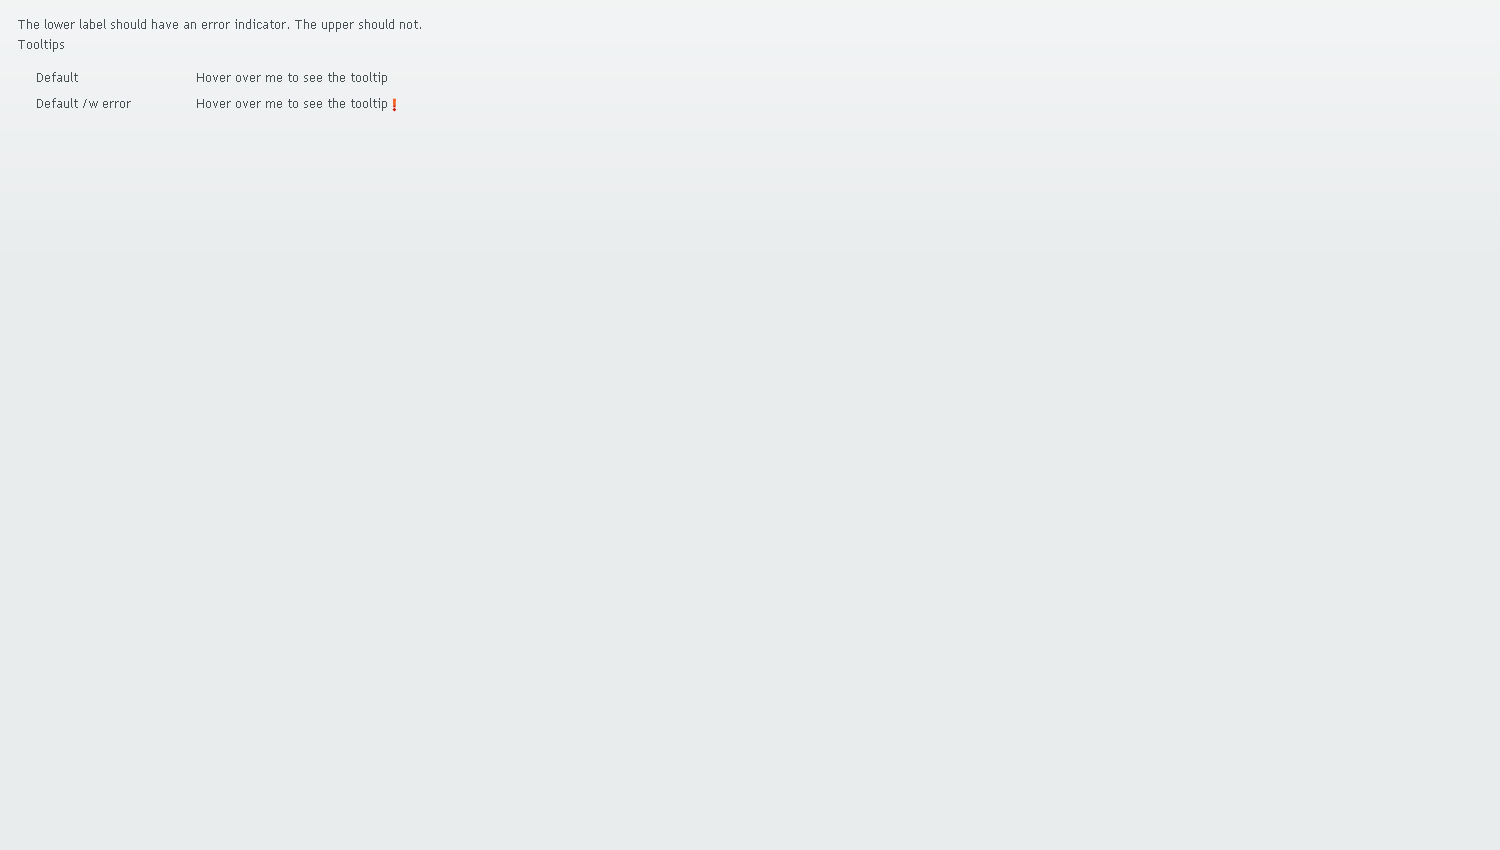 The lower label should have an error indicator. The upper should not.
Tooltips
Default Hover over me to see the tooltip
Default /w error Hover over me to see the tooltip